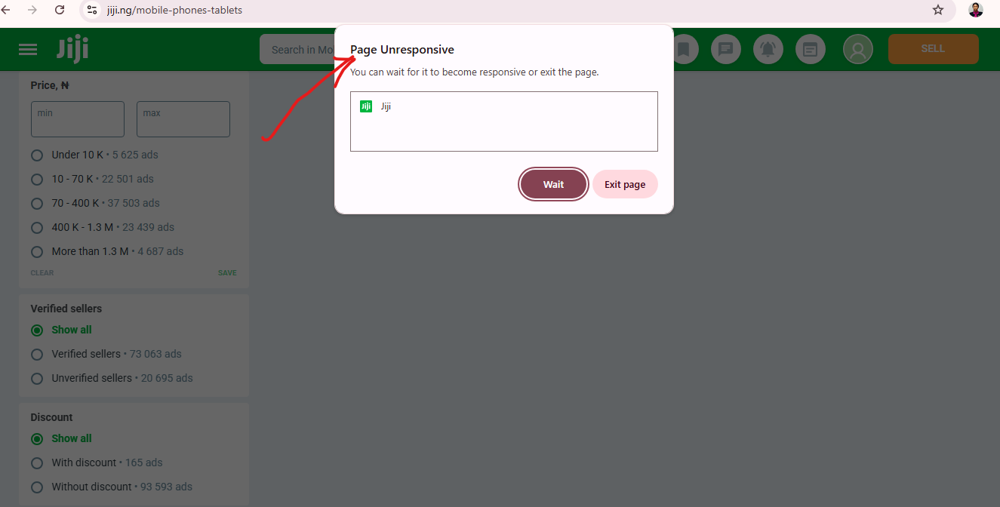 jiji.ng/mobile-phones-tablets
Jiji
Search in Mo
SELL
Page Unresponsive
You can wait for it to become responsive or exit the page.
Jiji
Jiji
Wait
Exit page
Price, ₦
min
max
Under 10 K • 5 625 ads
10 - 70 K • 22 501 ads
70 - 400 K • 37 503 ads
400 K - 1.3 M • 23 439 ads
More than 1.3 M • 4 687 ads
CLEAR
SAVE
Verified sellers
Show all
Verified sellers • 73 063 ads
Unverified sellers • 20 695 ads
Discount
Show all
With discount • 165 ads
Without discount • 93 593 ads